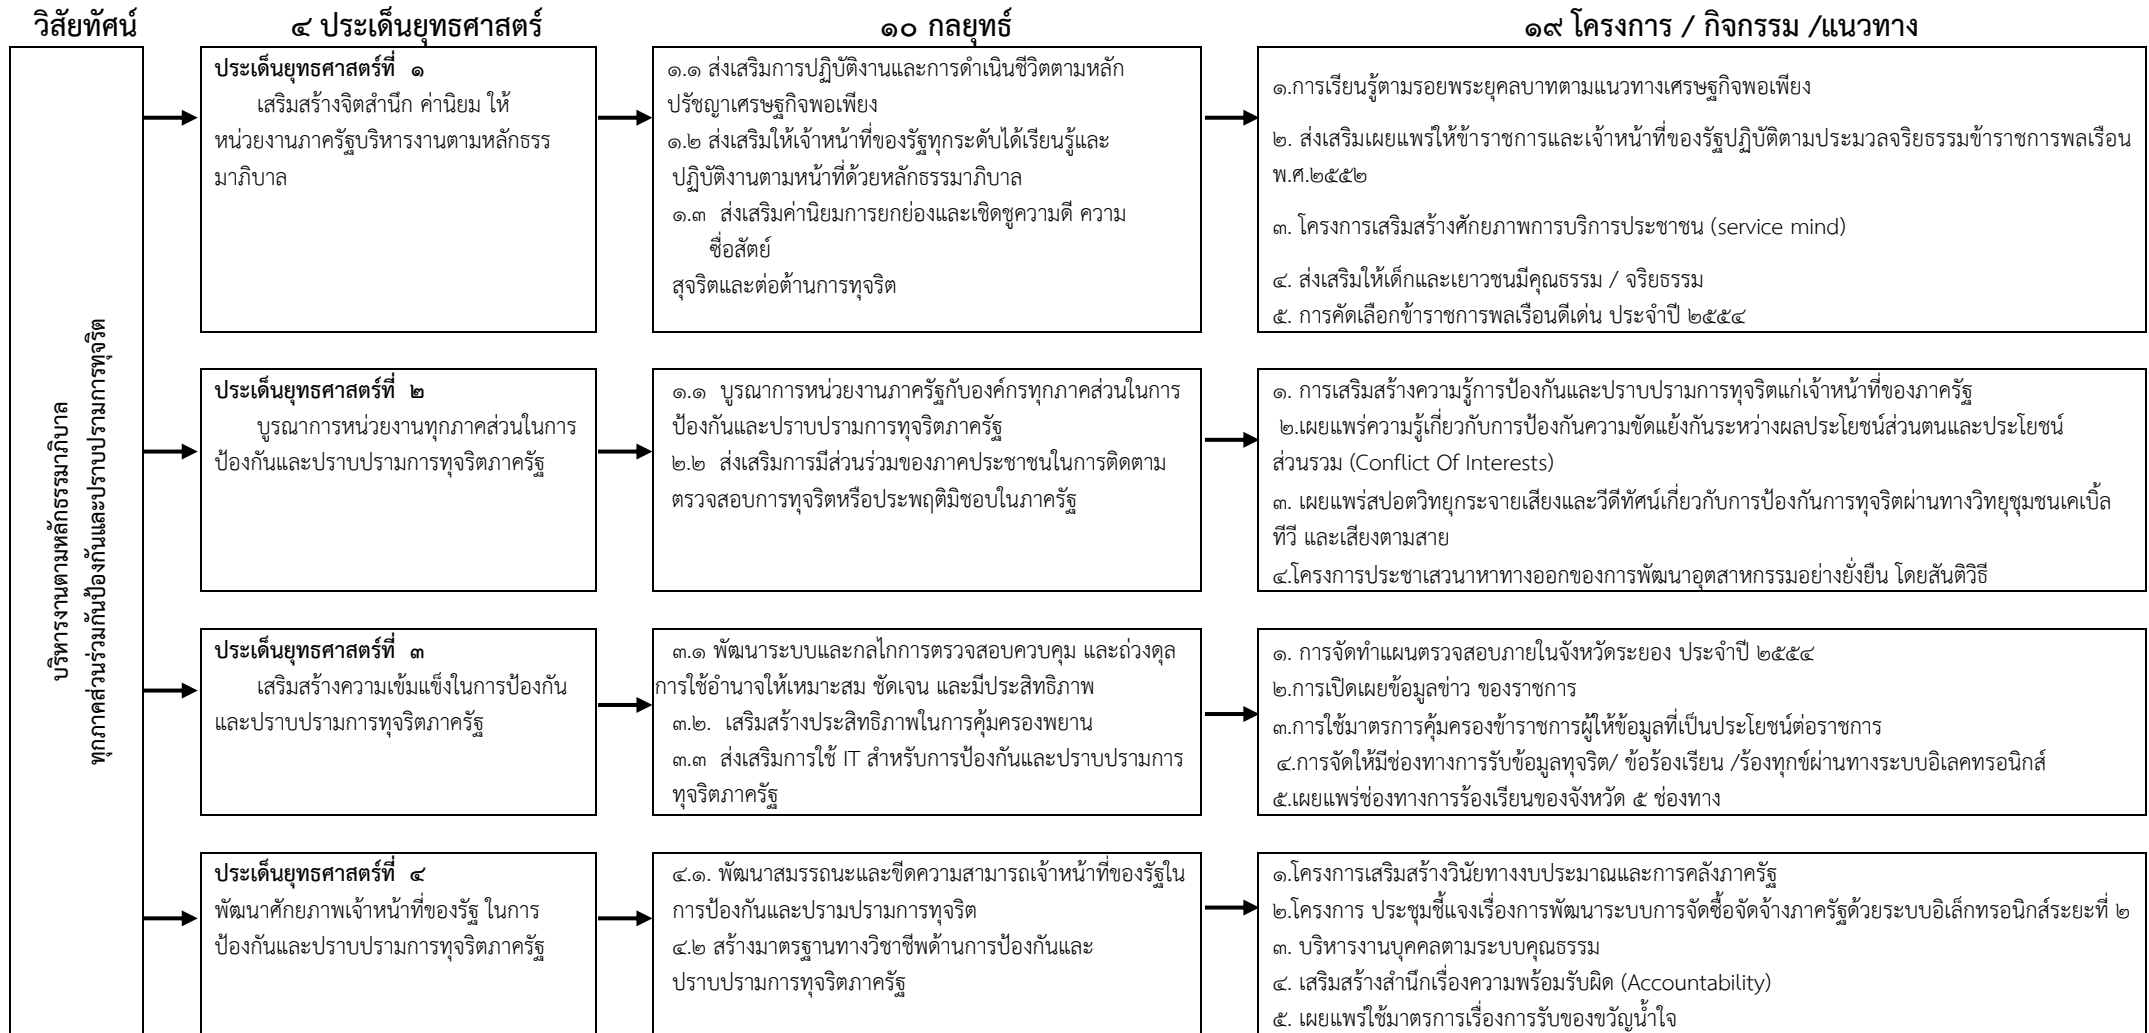 วิสัยทัศน์
๔ ประเด็นยุทธศาสตร์
๑๐ กลยุทธ์
๑๙ โครงการ / กิจกรรม /แนวทาง
บริหารงานตามหลักธรรมาภิบาล
ทุกภาคส่วนร่วมกันป้องกันและปราบปรามการทุจริต
ประเด็นยุทธศาสตร์ที่ ๑
เสริมสร้างจิตสำนึก ค่านิยม ให้
หน่วยงานภาครัฐบริหารงานตามหลักธรร
มาภิบาล
๑.๑ ส่งเสริมการปฏิบัติงานและการดำเนินชีวิตตามหลัก
ปรัชญาเศรษฐกิจพอเพียง
๑.๒ ส่งเสริมให้เจ้าหน้าที่ของรัฐทุกระดับได้เรียนรู้และ
ปฏิบัติงานตามหน้าที่ด้วยหลักธรรมาภิบาล
๑.๓ ส่งเสริมค่านิยมการยกย่องและเชิดชูความดี ความ
ซื่อสัตย์
สุจริตและต่อต้านการทุจริต
๑.การเรียนรู้ตามรอยพระยุคลบาทตามแนวทางเศรษฐกิจพอเพียง
๒. ส่งเสริมเผยแพร่ให้ข้าราชการและเจ้าหน้าที่ของรัฐปฏิบัติตามประมวลจริยธรรมข้าราชการพลเรือน
พ.ศ.๒๕๕๒
๓. โครงการเสริมสร้างศักยภาพการบริการประชาชน (service mind)
๔. ส่งเสริมให้เด็กและเยาวชนมีคุณธรรม / จริยธรรม
๕. การคัดเลือกข้าราชการพลเรือนดีเด่น ประจำปี ๒๕๕๔
ประเด็นยุทธศาสตร์ที่ ๒
บูรณาการหน่วยงานทุกภาคส่วนในการ
ป้องกันและปราบปรามการทุจริตภาครัฐ
๑.๑ บูรณาการหน่วยงานภาครัฐกับองค์กรทุกภาคส่วนในการ
ป้องกันและปราบปรามการทุจริตภาครัฐ
๒.๒ ส่งเสริมการมีส่วนร่วมของภาคประชาชนในการติดตาม
ตรวจสอบการทุจริตหรือประพฤติมิชอบในภาครัฐ
๑. การเสริมสร้างความรู้การป้องกันและปราบปรามการทุจริตแก่เจ้าหน้าที่ของภาครัฐ
๒.เผยแพร่ความรู้เกี่ยวกับการป้องกันความขัดแย้งกันระหว่างผลประโยชน์ส่วนตนและประโยชน์
ส่วนรวม (Conflict Of Interests)
๓. เผยแพร่สปอตวิทยุกระจายเสียงและวีดีทัศน์เกี่ยวกับการป้องกันการทุจริตผ่านทางวิทยุชุมชนเคเบิ้ล
ทีวี และเสียงตามสาย
๔.โครงการประชาเสวนาหาทางออกของการพัฒนาอุตสาหกรรมอย่างยั่งยืน โดยสันติวิธี
ประเด็นยุทธศาสตร์ที่ ๓
เสริมสร้างความเข้มแข็งในการป้องกัน
และปราบปรามการทุจริตภาครัฐ
๓.๑ พัฒนาระบบและกลไกการตรวจสอบควบคุม และถ่วงดุล
การใช้อำนาจให้เหมาะสม ชัดเจน และมีประสิทธิภาพ
๓.๒. เสริมสร้างประสิทธิภาพในการคุ้มครองพยาน
๓.๓ ส่งเสริมการใช้ IT สำหรับการป้องกันและปราบปรามการ
ทุจริตภาครัฐ
๑. การจัดทำแผนตรวจสอบภายในจังหวัดระยอง ประจำปี ๒๕๕๔
๒.การเปิดเผยข้อมูลข่าว ของราชการ
๓.การใช้มาตรการคุ้มครองข้าราชการผู้ให้ข้อมูลที่เป็นประโยชน์ต่อราชการ
๔.การจัดให้มีช่องทางการรับข้อมูลทุจริต/ ข้อร้องเรียน /ร้องทุกข์ผ่านทางระบบอิเลคทรอนิกส์
๕.เผยแพร่ช่องทางการร้องเรียนของจังหวัด ๕ ช่องทาง
ประเด็นยุทธศาสตร์ที่ ๔
พัฒนาศักยภาพเจ้าหน้าที่ของรัฐ ในการ
ป้องกันและปราบปรามการทุจริตภาครัฐ
๔.๑. พัฒนาสมรรถนะและขีดความสามารถเจ้าหน้าที่ของรัฐใน
การป้องกันและปรามปรามการทุจริต
๔.๒ สร้างมาตรฐานทางวิชาชีพด้านการป้องกันและ
ปราบปรามการทุจริตภาครัฐ
๑.โครงการเสริมสร้างวินัยทางงบประมาณและการคลังภาครัฐ
๒.โครงการ ประชุมชี้แจงเรื่องการพัฒนาระบบการจัดซื้อจัดจ้างภาครัฐด้วยระบบอิเล็กทรอนิกส์ระยะที่ ๒
๓. บริหารงานบุคคลตามระบบคุณธรรม
๔. เสริมสร้างสำนึกเรื่องความพร้อมรับผิด (Accountability)
๕. เผยแพร่ใช้มาตรการเรื่องการรับของขวัญน้ำใจ